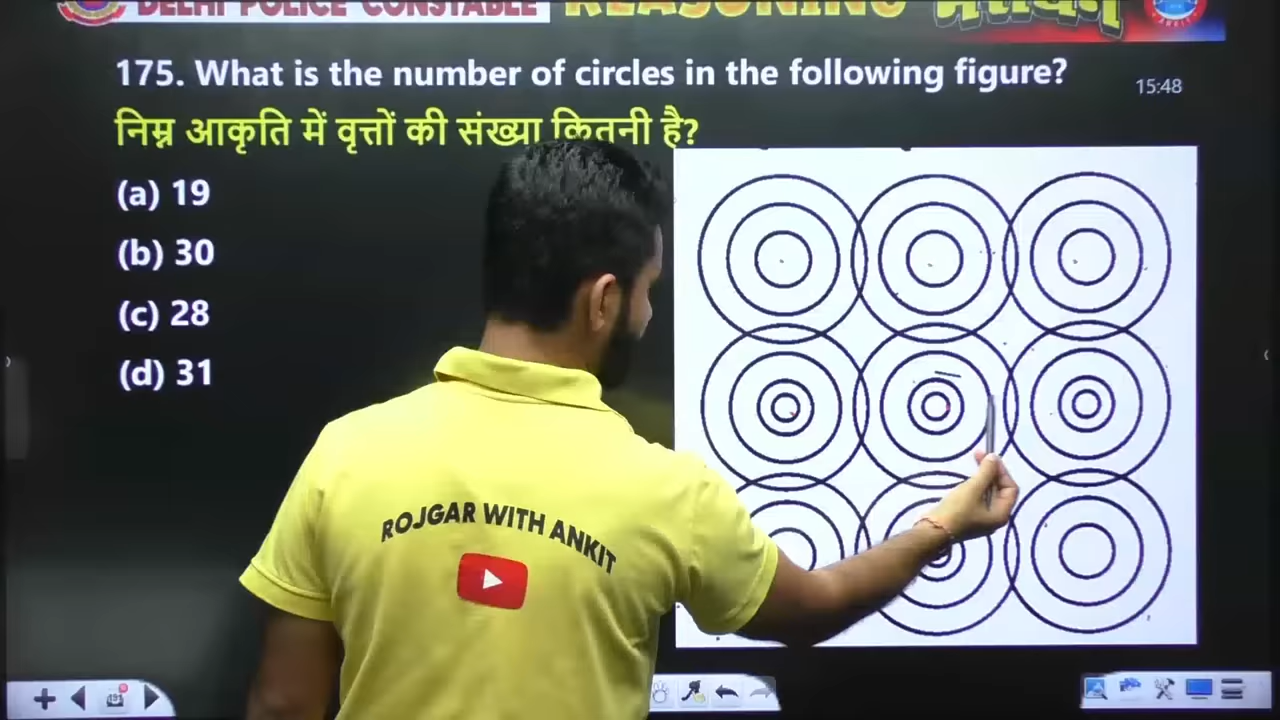 DELHI POLICE CONSTABLE REASONING
175. What is the number of circles in the following figure?
15:48
निम्न आकृति में वृत्तों की संख्या कितनी है?
(a) 19
(b) 30
(c) 28
(d) 31
ROJGAR WITH ANKIT